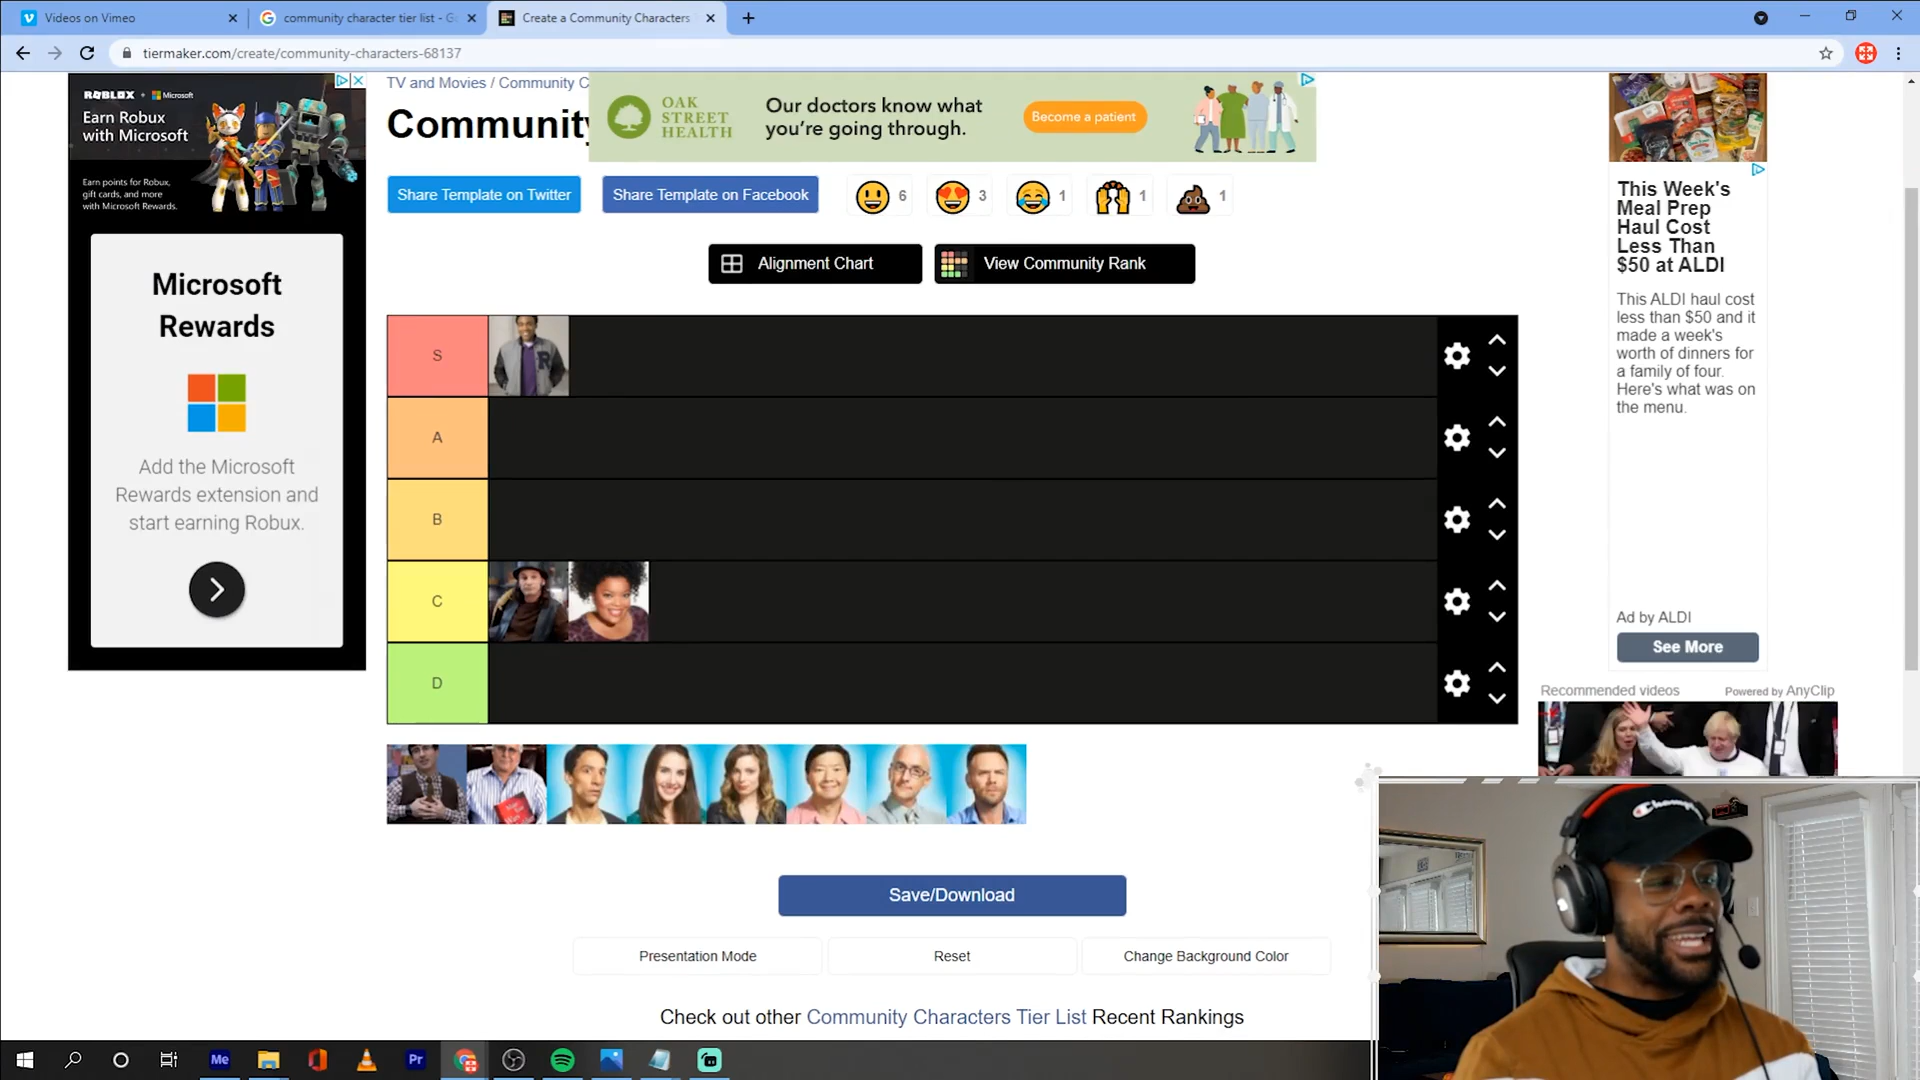 Videos on Vimeo
community character tier list - Go
Create a Community Characters
tiermaker.com/create/community-characters-68137
ROBLOX + Microsoft
Earn Robux
with Microsoft
Earn points for Robux,
gift cards, and more
with Microsoft Rewards.
Microsoft
Rewards
Add the Microsoft
Rewards extension and
start earning Robux.
TV and Movies / Community C
Community
OAK
STREET
HEALTH
Our doctors know what
you're going through.
Become a patient
Share Template on Twitter
Share Template on Facebook
6
3
1
1
1
Alignment Chart
View Community Rank
S
R
A
B
C
D
Save/Download
Presentation Mode
Reset
Change Background Color
Check out other Community Characters Tier List Recent Rankings
This Week's
Meal Prep
Haul Cost
Less Than
$50 at ALDI
This ALDI haul cost
less than $50 and it
made a week's
worth of dinners for
a family of four.
Here's what was on
the menu.
Ad by ALDI
See More
Recommended videos
Powered by AnyClip
Champion
Me
Pr